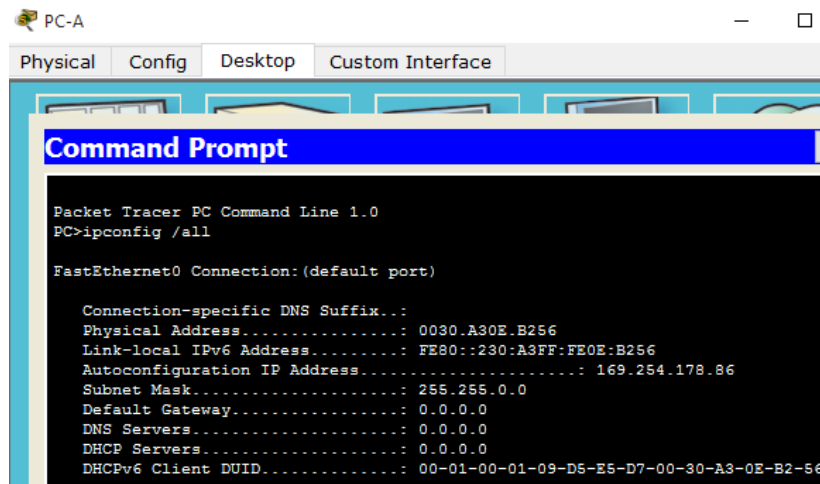 PC-A
Physical Config Desktop Custom Interface
Command Prompt
Packet Tracer PC Command Line 1.0
PC>ipconfig /all
FastEthernet0 Connection:(default port)
Connection-specific DNS Suffix..:
Physical Address................: 0030.A30E.B256
Link-local IPv6 Address.........: FE80::230:A3FF:FE0E:B256
Autoconfiguration IP Address......................: 169.254.178.86
Subnet Mask.....................: 255.255.0.0
Default Gateway.................: 0.0.0.0
DNS Servers.....................: 0.0.0.0
DHCP Servers....................: 0.0.0.0
DHCPv6 Client DUID..............: 00-01-00-01-09-D5-E5-D7-00-30-A3-0E-B2-56